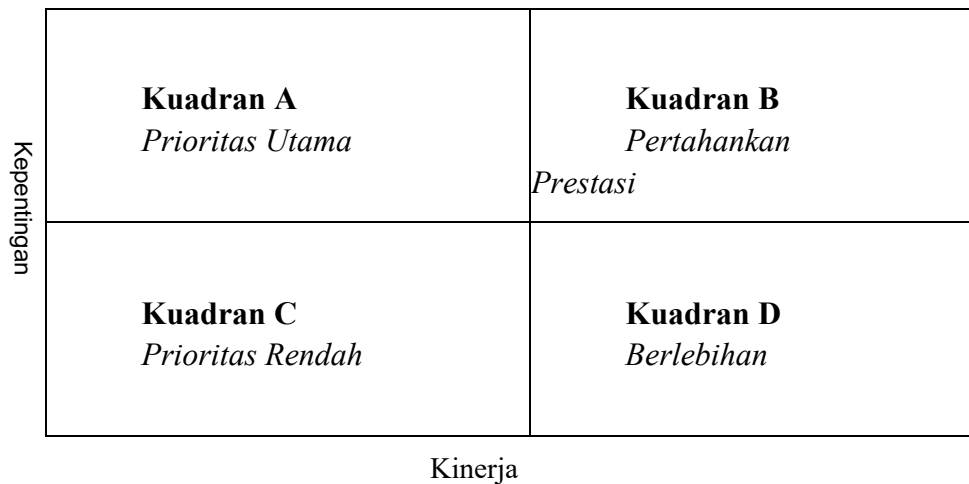 Kepentingan
Kuadran A
Prioritas Utama
Kuadran B
Pertahankan
Prestasi
Kuadran C
Prioritas Rendah
Kuadran D
Berlebihan
Kinerja